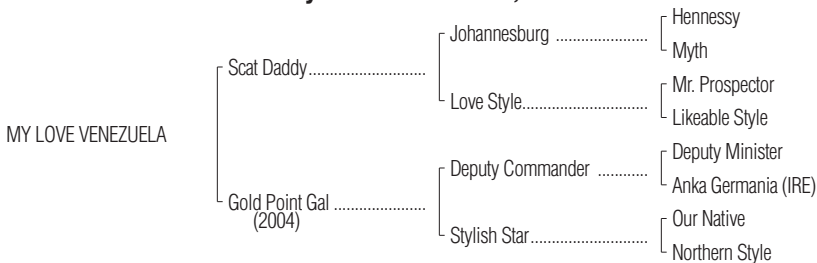 Hennessy
Johannesburg ......................
Myth
Scat Daddy............................
Mr. Prospector
Love Style..............................
Likeable Style
MY LOVE VENEZUELA
Deputy Minister
Deputy Commander ............
Anka Germania (IRE)
Gold Point Gal ......................
(2004)
Our Native
Stylish Star............................
Northern Style